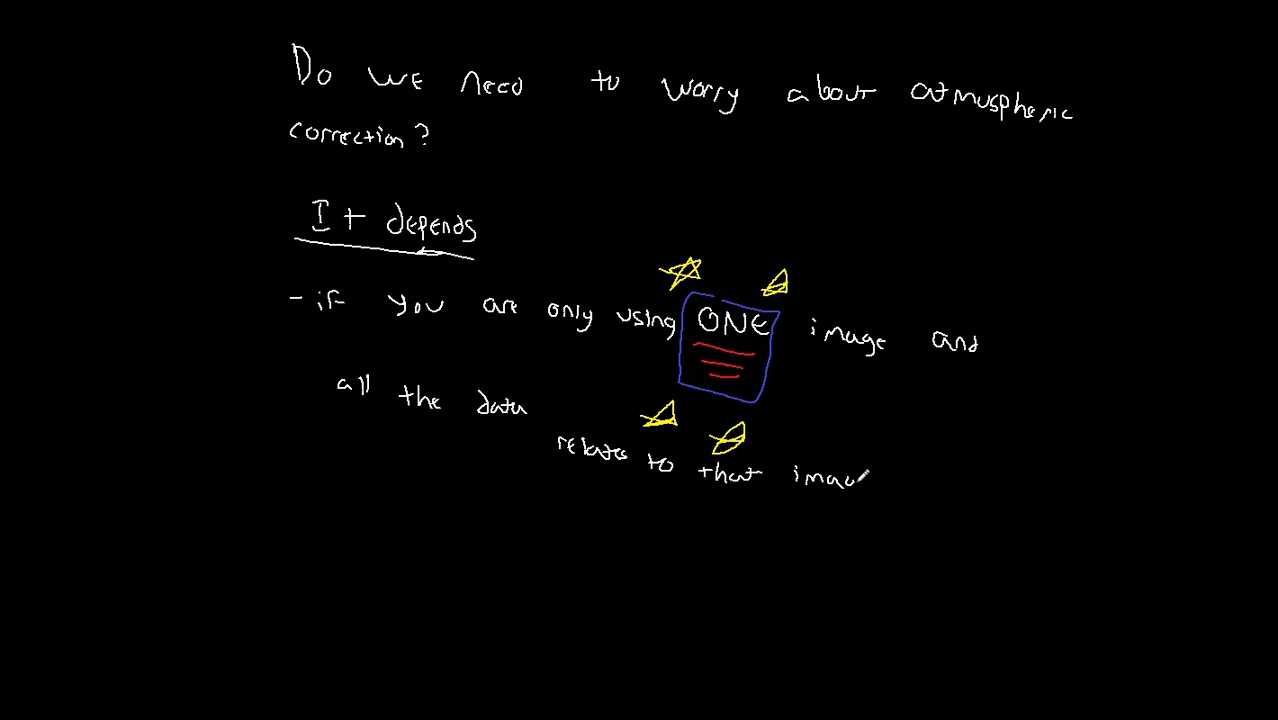 Do we need to worry about atmospheric
correction?
It depends
- if you are only using ONE image and
all the data
relates to that imag